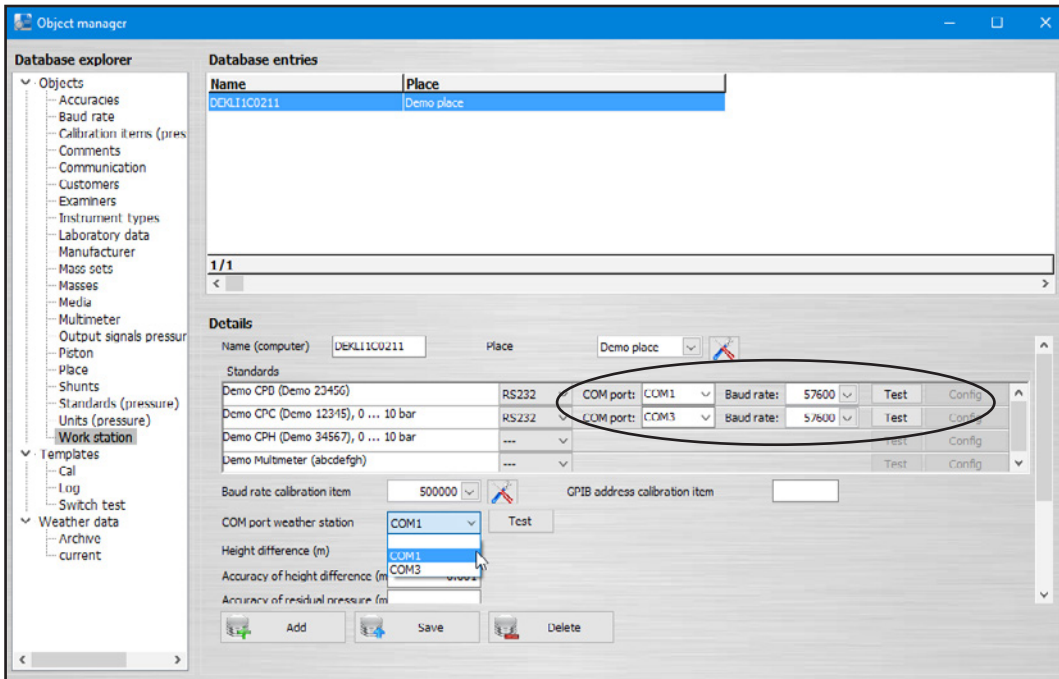 Object manager
Database explorer
Database entries
Objects
Accuracies
Baud rate
Calibration items (pres
Comments
Communication
Customers
Examiners
Instrument types
Laboratory data
Manufacturer
Mass sets
Masses
Media
Multimeter
Output signals pressur
Piston
Place
Shunts
Standards (pressure)
Units (pressure)
Work station
Templates
Cal
Log
Switch test
Weather data
Archive
current
Name Place
DEKLI1C0211 Demo place
1/1
Details
Name (computer) DEKLI1C0211 Place Demo place
Standards
Demo CPB (Demo 23456) RS232 COM port: COM1 Baud rate: 57600 Test Config
Demo CPC (Demo 12345), 0 ... 10 bar RS232 COM port: COM3 Baud rate: 57600 Test Config
Demo CPH (Demo 34567), 0 ... 10 bar --- Test Config
Demo Multimeter (abcdefgh) --- Test Config
Baud rate calibration item 500000 GPIB address calibration item
COM port weather station COM1 Test
Height difference (m)
COM1
COM3
Accuracy of height difference (m
Accuracy of residual pressure (m
Add Save Delete